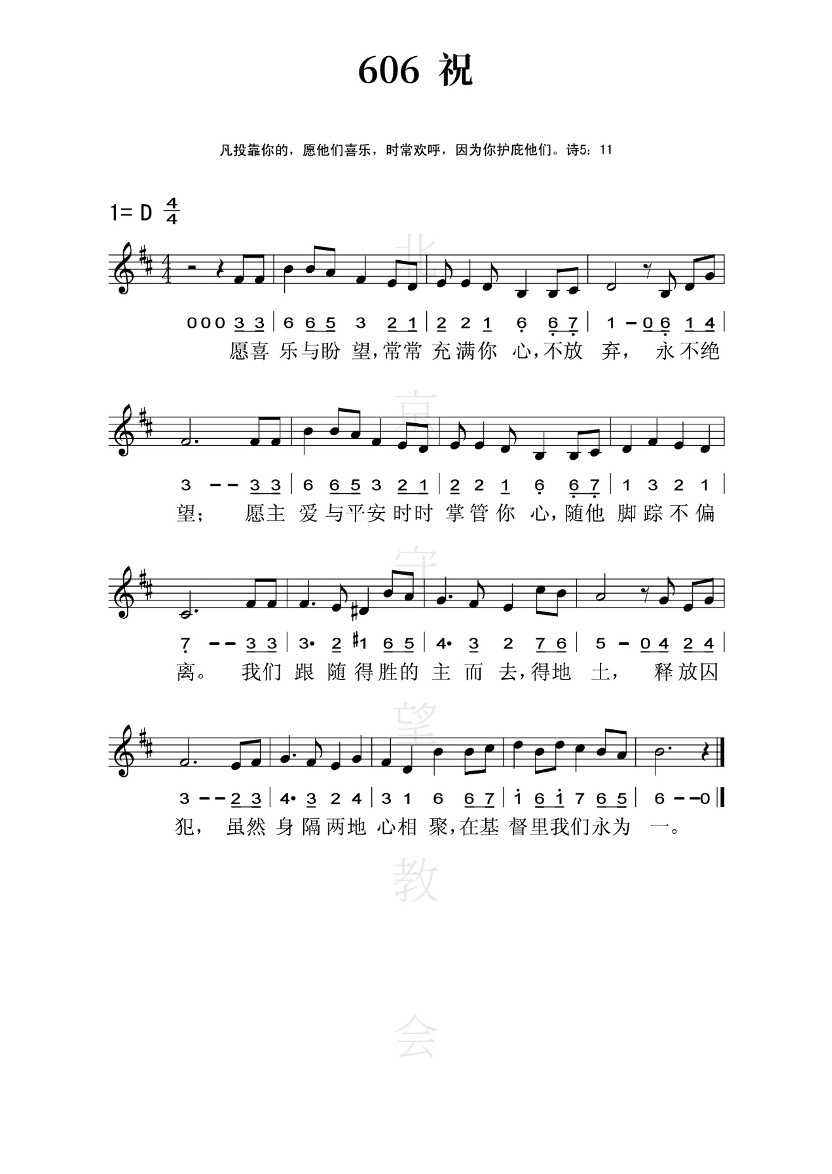 606 祝
凡投靠你的，愿他们喜乐，时常欢呼，因为你护庇他们。诗5：11
1= D 4/4
0 0 0 3 3 | 6 6 5 3 2 1 | 2 2 1 6 6 7 | 1 - 0 6 1 4
愿喜 乐与盼 望,常常 充满你 心,不放 弃， 永不绝
3 - - 3 3 | 6 6 5 3 2 1 | 2 2 1 6 6 7 | 1 3 2 1 |
望； 愿主 爱与平安时时 掌管你 心,随他 脚踪不偏
7 - - 3 3 | 3· 2 #1 6 5 | 4· 3 2 7 6 | 5 - 0 4 2 4 |
离。 我们 跟随得胜的 主而去,得地 土， 释放囚
3 - - 2 3 | 4· 3 2 4 | 3 1 6 6 7 | 1 6 1 7 6 5 | 6 - - 0 ‖
犯， 虽然 身隔两地 心相聚,在基 督里我们永为 一。
北京守望教会